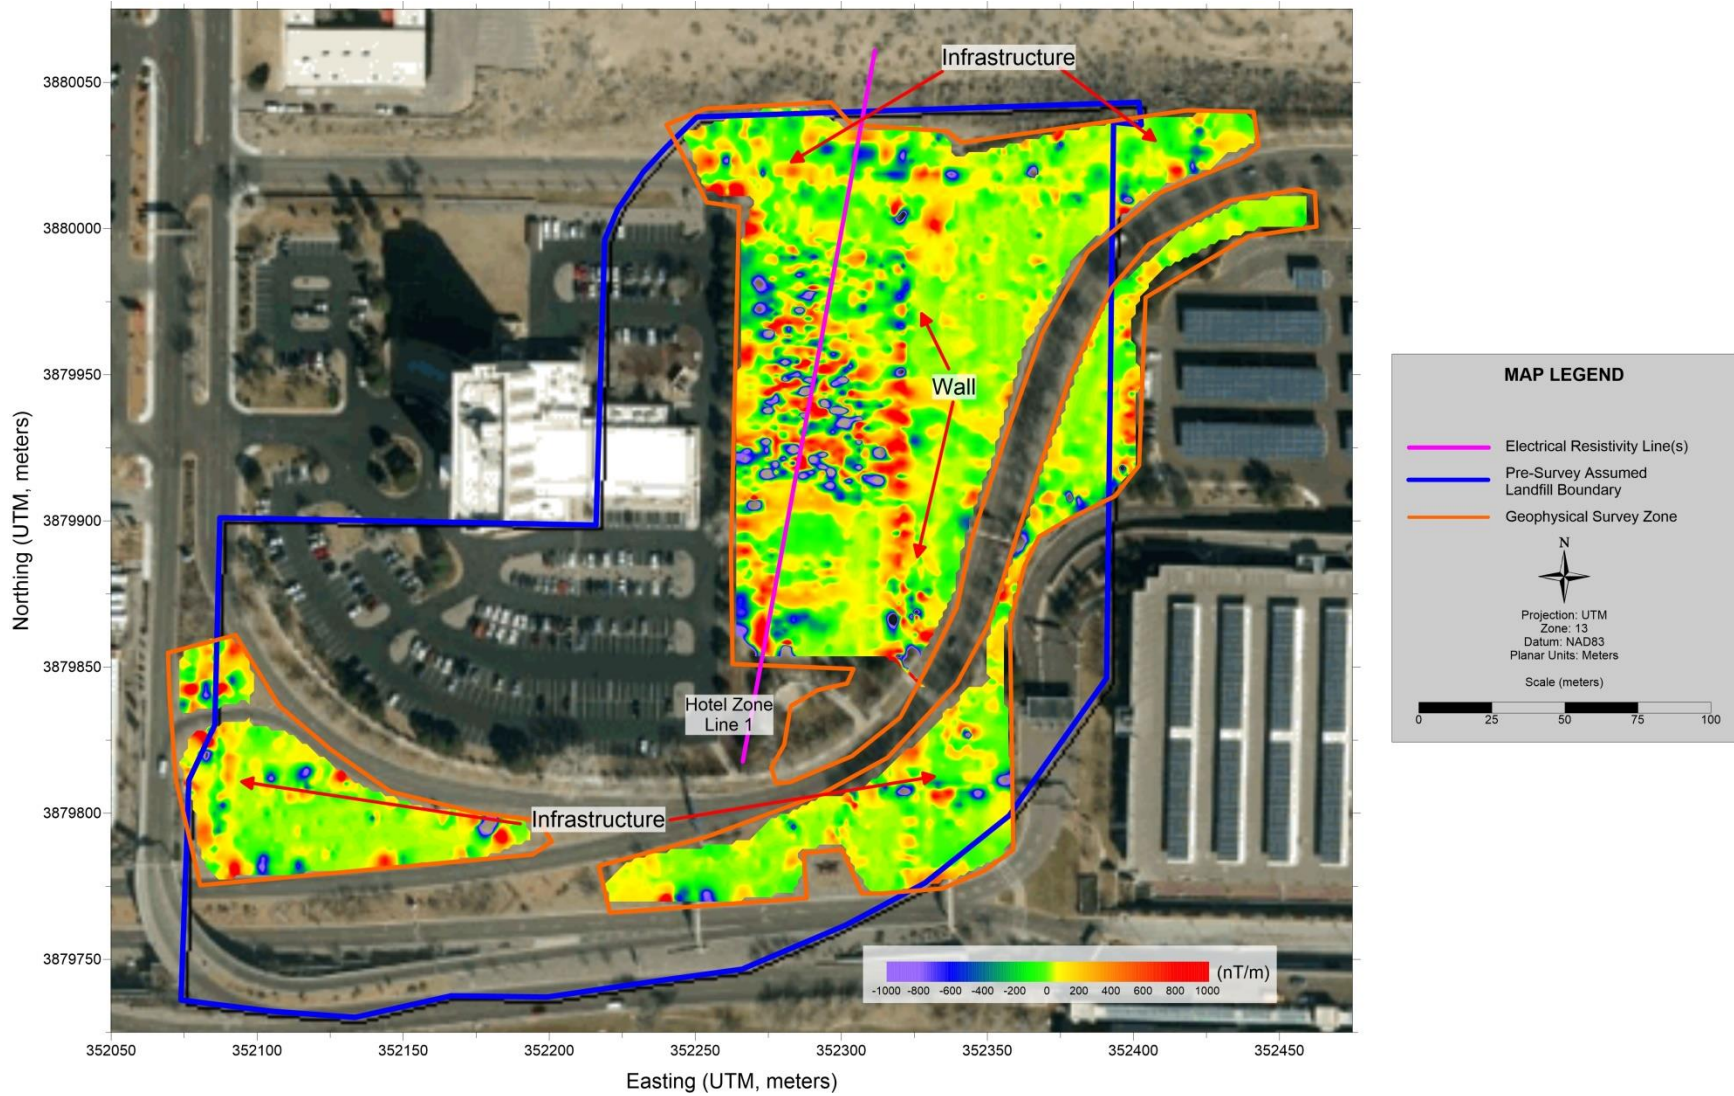 Infrastructure
3880050
3880000
3879950
3879900
3879850
3879800
3879750
Northing (UTM, meters)
Wall
Hotel Zone
Line 1
Infrastructure
-1000 -800 -600 -400 -200 0 200 400 600 800 1000
(nT/m)
352050 352100 352150 352200 352250 352300 352350 352400 352450
Easting (UTM, meters)
MAP LEGEND
Electrical Resistivity Line(s)
Pre-Survey Assumed
Landfill Boundary
Geophysical Survey Zone
N
Projection: UTM
Zone: 13
Datum: NAD83
Planar Units: Meters
Scale (meters)
0 25 50 75 100